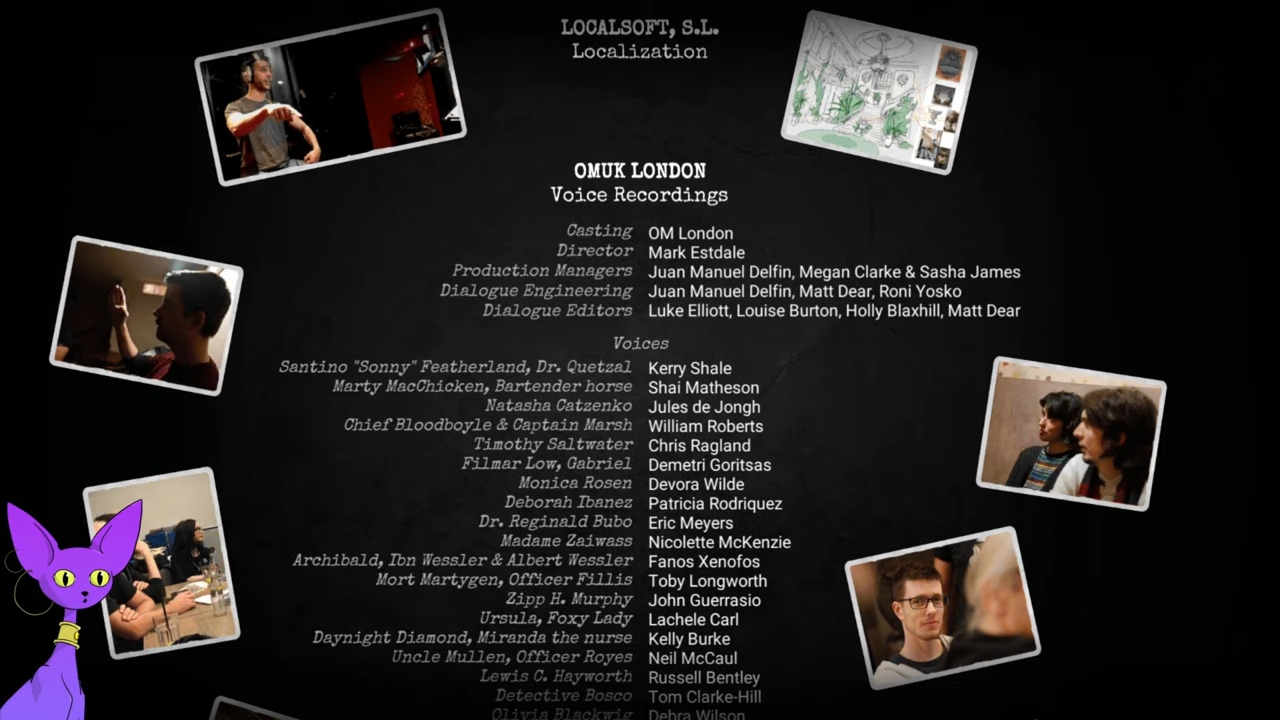 LOCALSOFT, S.L.
Localization
OMUK LONDON
Voice Recordings
Casting OM London
Director Mark Estdale
Production Managers Juan Manuel Delfin, Megan Clarke & Sasha James
Dialogue Engineering Juan Manuel Delfin, Matt Dear, Roni Yosko
Dialogue Editors Luke Elliott, Louise Burton, Holly Blaxhill, Matt Dear
Voices
Santino "Sonny" Featherland, Dr. Quetzal Kerry Shale
Marty MacChicken, Bartender horse Shai Matheson
Natasha Catzenko Jules de Jongh
Chief Bloodboyle & Captain Marsh William Roberts
Timothy Saltwater Chris Ragland
Filmar Low, Gabriel Demetri Goritsas
Monica Rosen Devora Wilde
Deborah Ibanez Patricia Rodriquez
Dr. Reginald Bubo Eric Meyers
Madame Zaiwass Nicolette McKenzie
Archibald, Ibn Wessler & Albert Wessler Fanos Xenofos
Mort Martygen, Officer Fillis Toby Longworth
Zipp H. Murphy John Guerrasio
Ursula, Foxy Lady Lachele Carl
Daynight Diamond, Miranda the nurse Kelly Burke
Uncle Mullen, Officer Royes Neil McCaul
Lewis C. Hayworth Russell Bentley
Detective Bosco Tom Clarke-Hill
Olivia Blackwig Debra Wilson